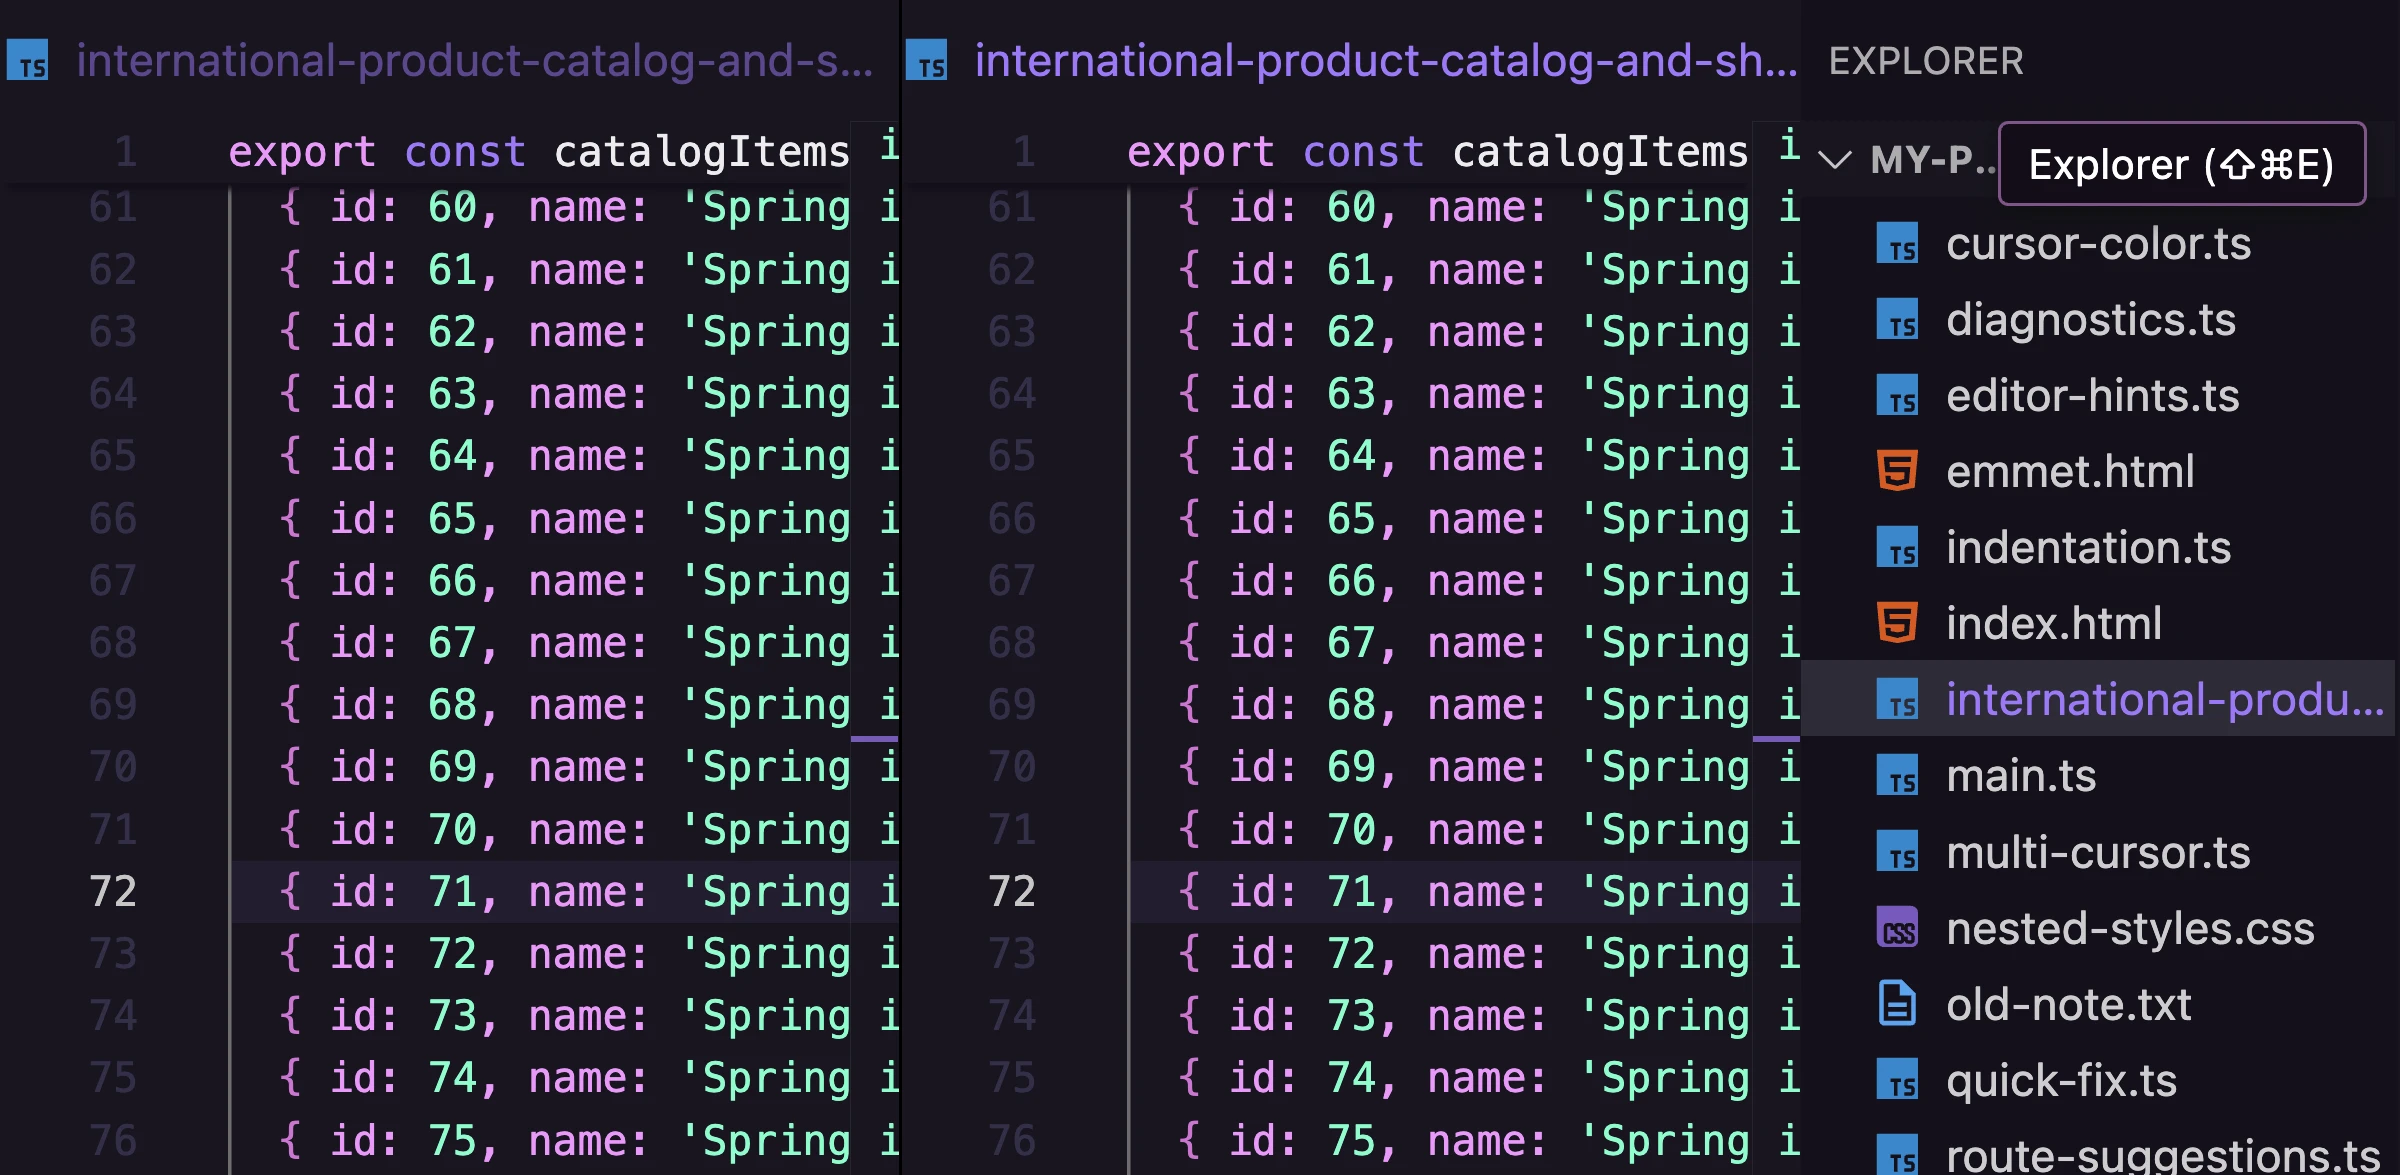 international-product-catalog-and-s...
1 export const catalogItems i
61 { id: 60, name: 'Spring i
62 { id: 61, name: 'Spring i
63 { id: 62, name: 'Spring i
64 { id: 63, name: 'Spring i
65 { id: 64, name: 'Spring i
66 { id: 65, name: 'Spring i
67 { id: 66, name: 'Spring i
68 { id: 67, name: 'Spring i
69 { id: 68, name: 'Spring i
70 { id: 69, name: 'Spring i
71 { id: 70, name: 'Spring i
72 { id: 71, name: 'Spring i
73 { id: 72, name: 'Spring i
74 { id: 73, name: 'Spring i
75 { id: 74, name: 'Spring i
76 { id: 75, name: 'Spring i
international-product-catalog-and-sh...
1 export const catalogItems i
61 { id: 60, name: 'Spring i
62 { id: 61, name: 'Spring i
63 { id: 62, name: 'Spring i
64 { id: 63, name: 'Spring i
65 { id: 64, name: 'Spring i
66 { id: 65, name: 'Spring i
67 { id: 66, name: 'Spring i
68 { id: 67, name: 'Spring i
69 { id: 68, name: 'Spring i
70 { id: 69, name: 'Spring i
71 { id: 70, name: 'Spring i
72 { id: 71, name: 'Spring i
73 { id: 72, name: 'Spring i
74 { id: 73, name: 'Spring i
75 { id: 74, name: 'Spring i
76 { id: 75, name: 'Spring i
EXPLORER
MY-P...
Explorer (⇧⌘E)
cursor-color.ts
diagnostics.ts
editor-hints.ts
emmet.html
indentation.ts
index.html
international-produ...
main.ts
multi-cursor.ts
nested-styles.css
old-note.txt
quick-fix.ts
route-suggestions.ts